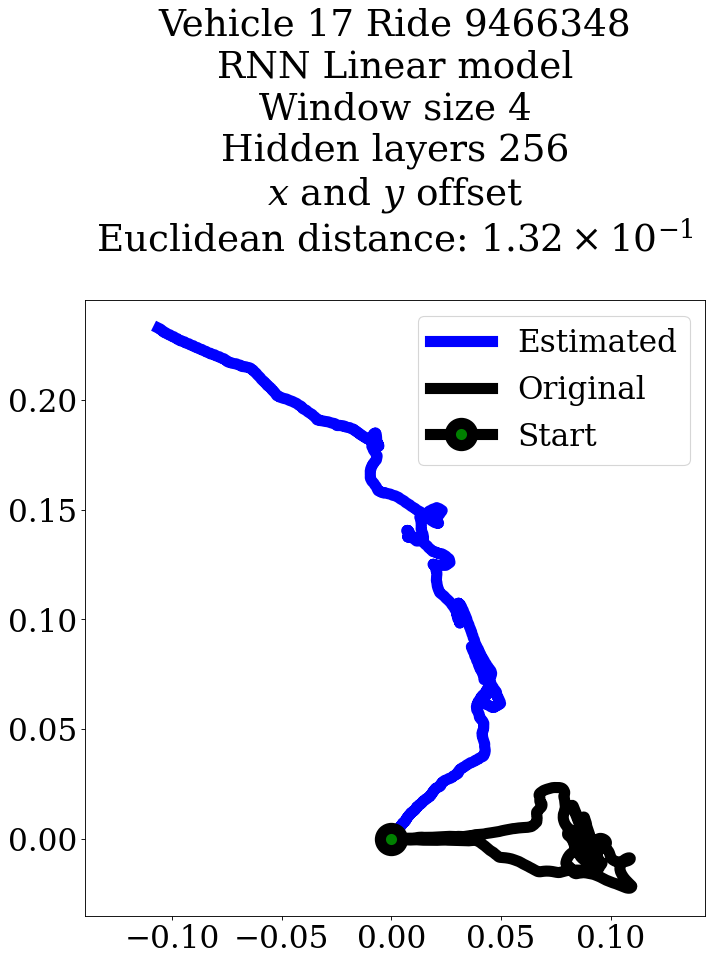 Vehicle 17 Ride 9466348
RNN Linear model
Window size 4
Hidden layers 256
x and y offset
Euclidean distance: 1.32 × 10⁻¹
Estimated
Original
Start
0.20
0.15
0.10
0.05
0.00
−0.10 −0.05 0.00 0.05 0.10